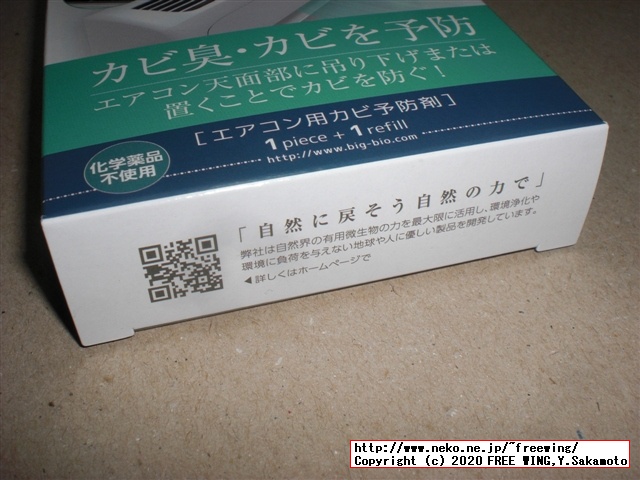 カビ臭・カビを予防
エアコン天面部に吊り下げまたは
置くことでカビを防ぐ!
[エアコン用カビ予防剤]
1 piece + 1 refill
http://www.big-bio.com
化学薬品
不使用
「自然に戻そう自然の力で」
弊社は自然界の有用微生物の力を最大限に活用し、環境浄化や
環境に負荷を与えない地球や人に優しい製品を開発しています。
◀詳しくはホームページで
http://www.neko.ne.jp/~freewing/
Copyright (c) 2020 FREE WING,Y.Sakamoto